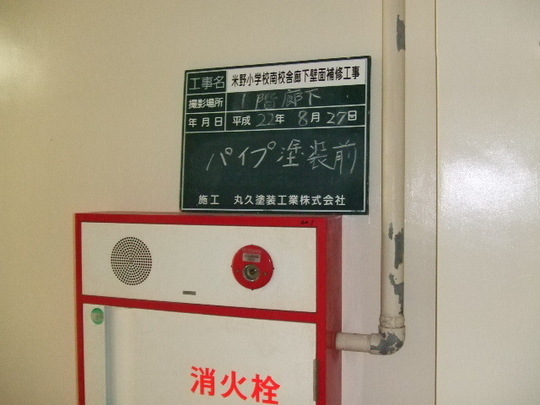 工事名 米野小学校南校舎廊下壁面補修工事
撮影場所 1階廊下
年月日 平成22年8月27日
パイプ塗装前
施工 丸久塗装工業株式会社
消火栓